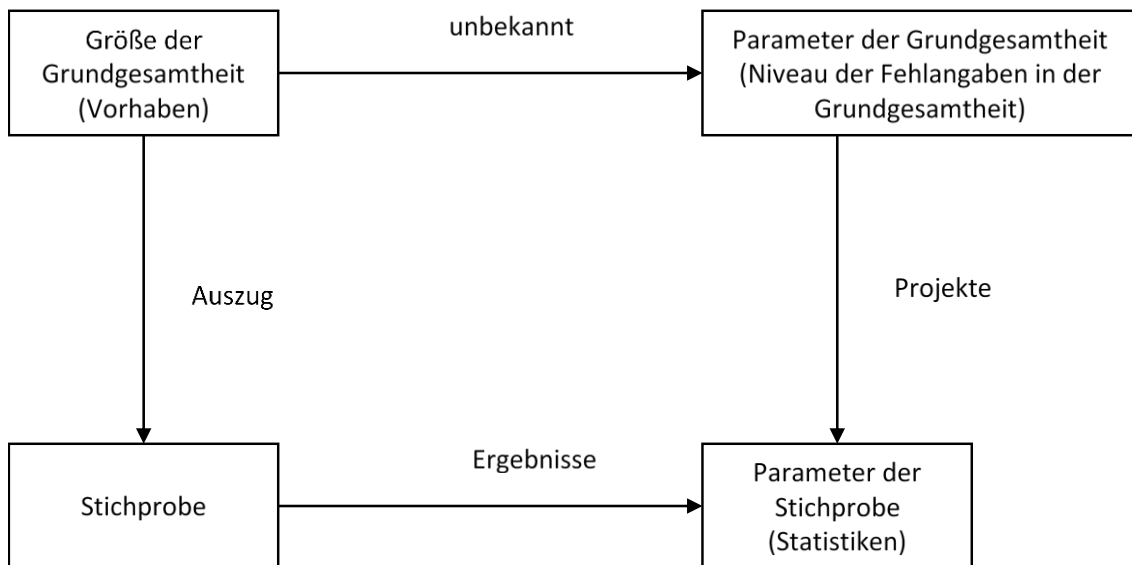 Größe der
Grundgesamtheit
(Vorhaben)
unbekannt
Parameter der Grundgesamtheit
(Niveau der Fehlangaben in der
Grundgesamtheit)
Auszug
Projekte
Stichprobe
Ergebnisse
Parameter der
Stichprobe
(Statistiken)